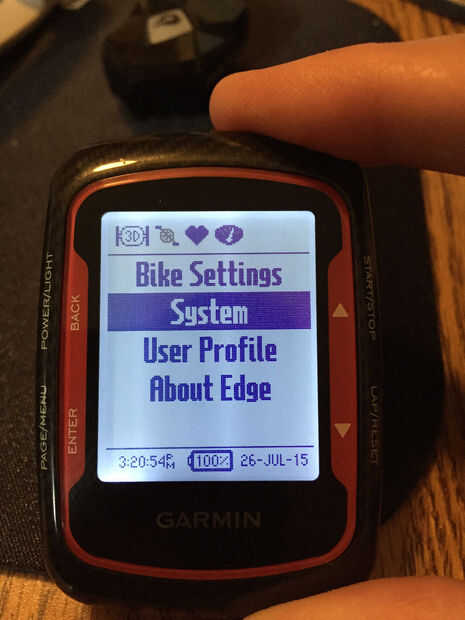 3D
Bike Settings
System
User Profile
About Edge
3:20:54PM 100% 26-JUL-15
GARMIN
POWER/LIGHT
BACK
PAGE/MENU
ENTER
START/STOP
LAP/RESET